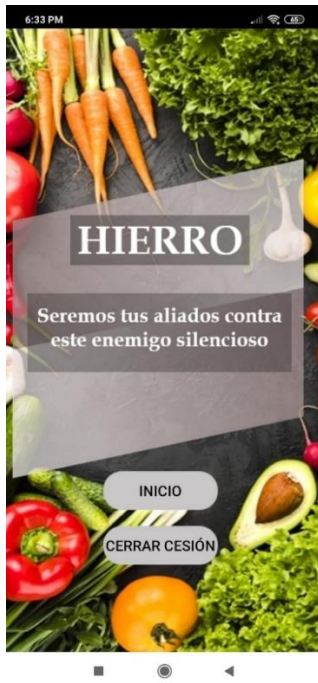 6:33 PM
65
HIERRO
Seremos tus aliados contra
este enemigo silencioso
INICIO
CERRAR CESIÓN